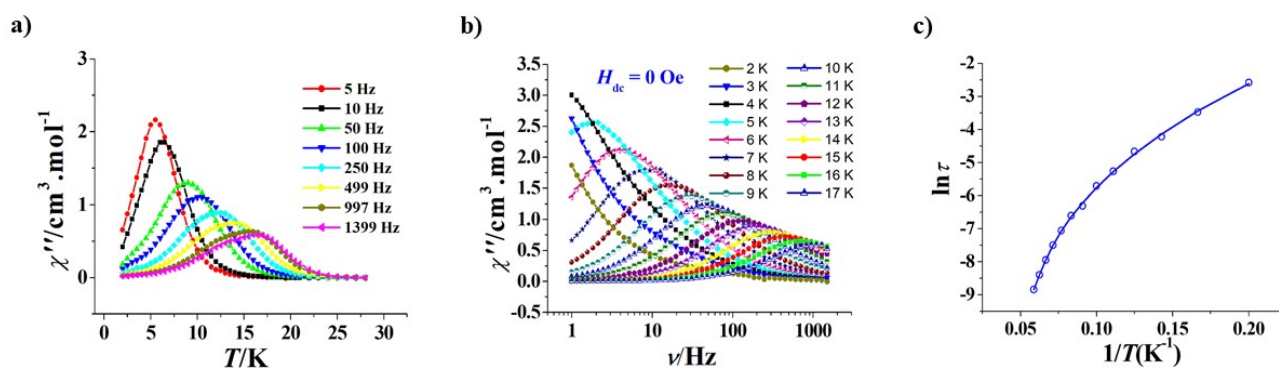 a)
3
2
1
0
χ''/cm³.mol⁻¹
0 5 10 15 20 25 30
T/K
5 Hz
10 Hz
50 Hz
100 Hz
250 Hz
499 Hz
997 Hz
1399 Hz
b)
3.5
3.0
2.5
2.0
1.5
1.0
0.5
0.0
-0.5
χ''/cm³.mol⁻¹
H_dc = 0 Oe
2 K 10 K
3 K 11 K
4 K 12 K
5 K 13 K
6 K 14 K
7 K 15 K
8 K 16 K
9 K 17 K
1 10 100 1000
ν/Hz
c)
-2
-3
-4
-5
-6
-7
-8
-9
ln τ
0.05 0.10 0.15 0.20
1/T(K⁻¹)